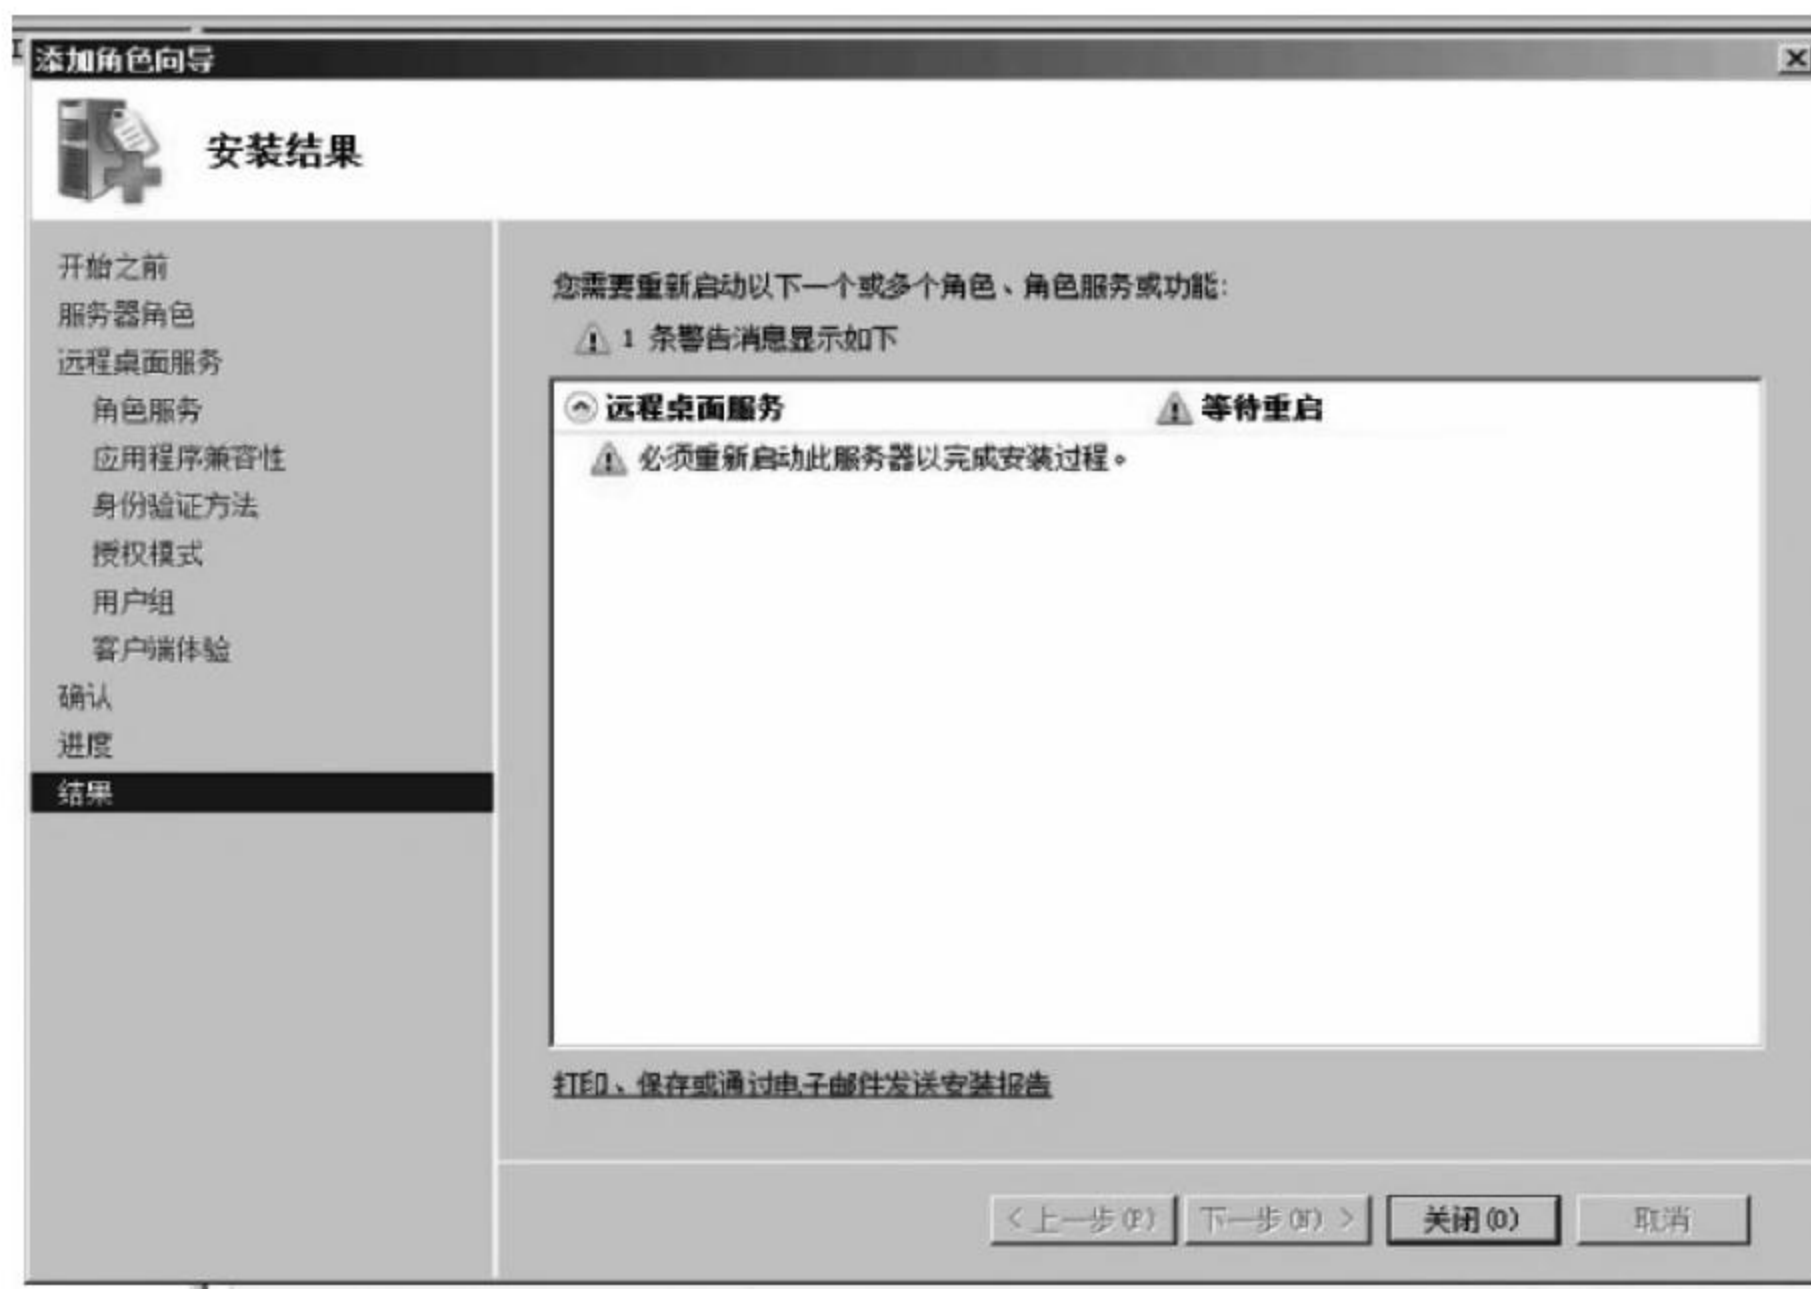 添加角色向导
安装结果
开始之前
服务器角色
远程桌面服务
角色服务
应用程序兼容性
身份验证方法
授权模式
用户组
客户端体验
确认
进度
结果
您需要重新启动以下一个或多个角色、角色服务或功能:
1 条警告消息显示如下
远程桌面服务 等待重启
必须重新启动此服务器以完成安装过程。
打印、保存或通过电子邮件发送安装报告
< 上一步(P) 下一步(N) > 关闭(O) 取消